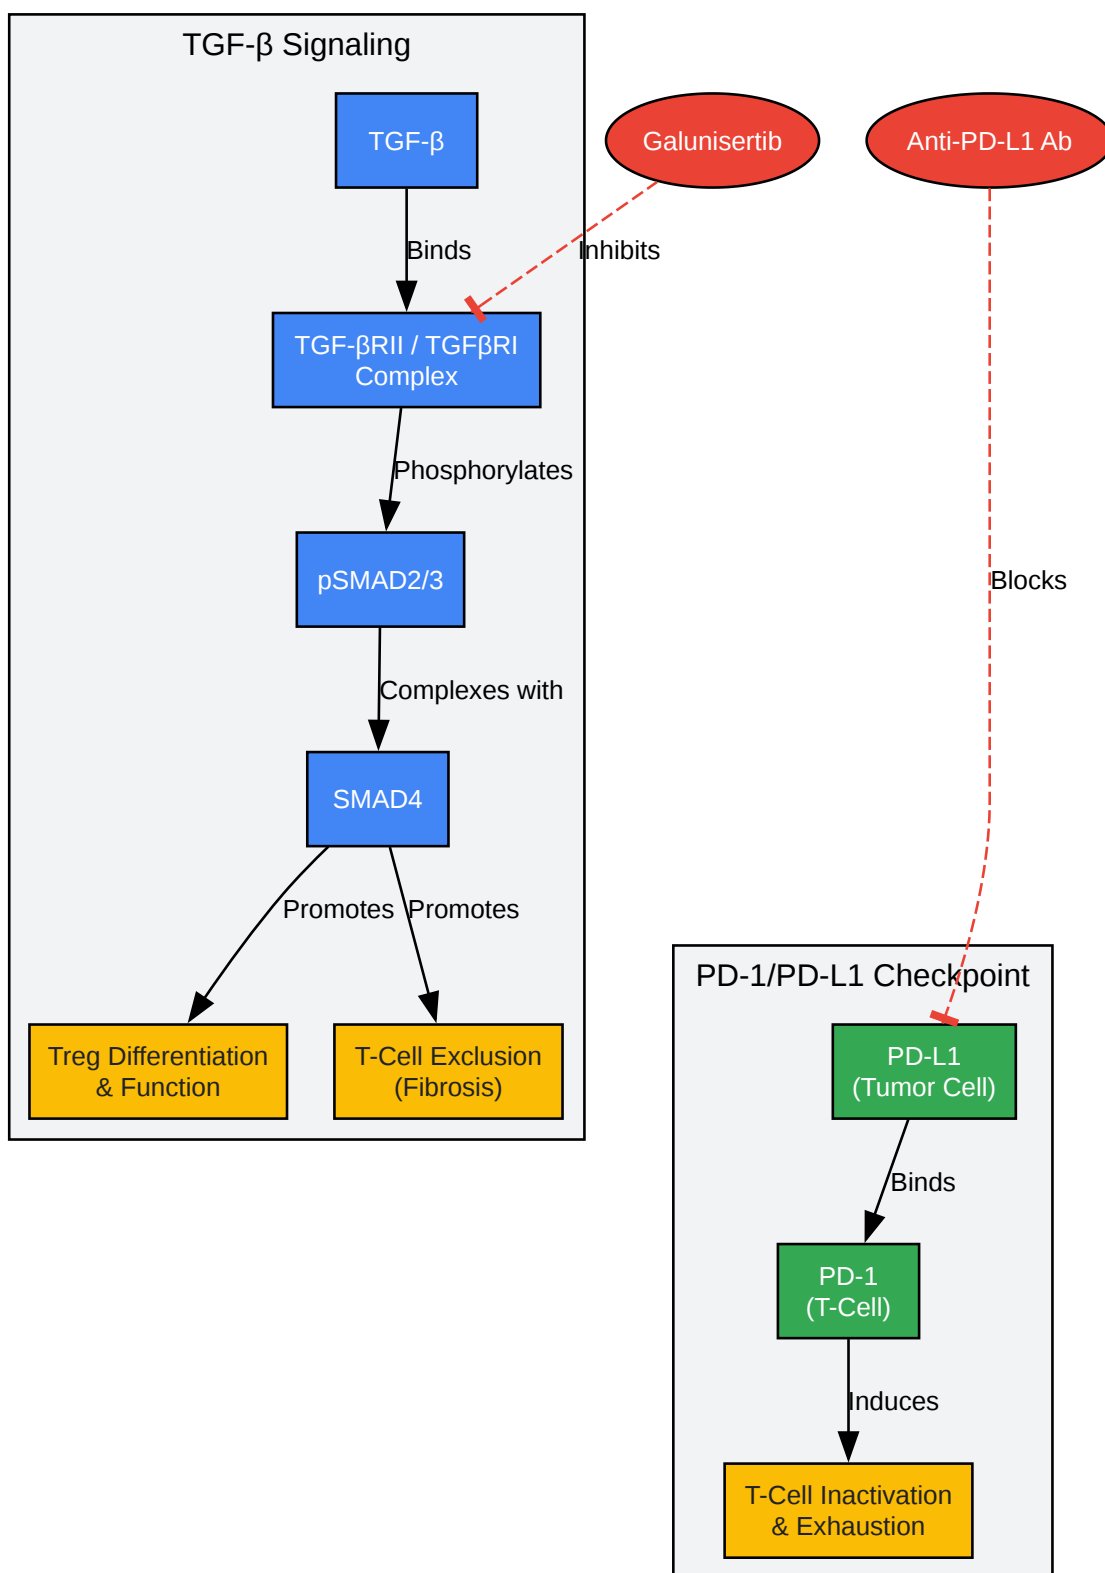 TGF-β Signaling
TGF-β
Galunisertib
Anti-PD-L1 Ab
Binds
Inhibits
TGF-βRII / TGFβRI
Complex
Phosphorylates
pSMAD2/3
Blocks
Complexes with
SMAD4
Promotes
Promotes
PD-1/PD-L1 Checkpoint
Treg Differentiation
& Function
T-Cell Exclusion
(Fibrosis)
PD-L1
(Tumor Cell)
Binds
PD-1
(T-Cell)
Induces
T-Cell Inactivation
& Exhaustion